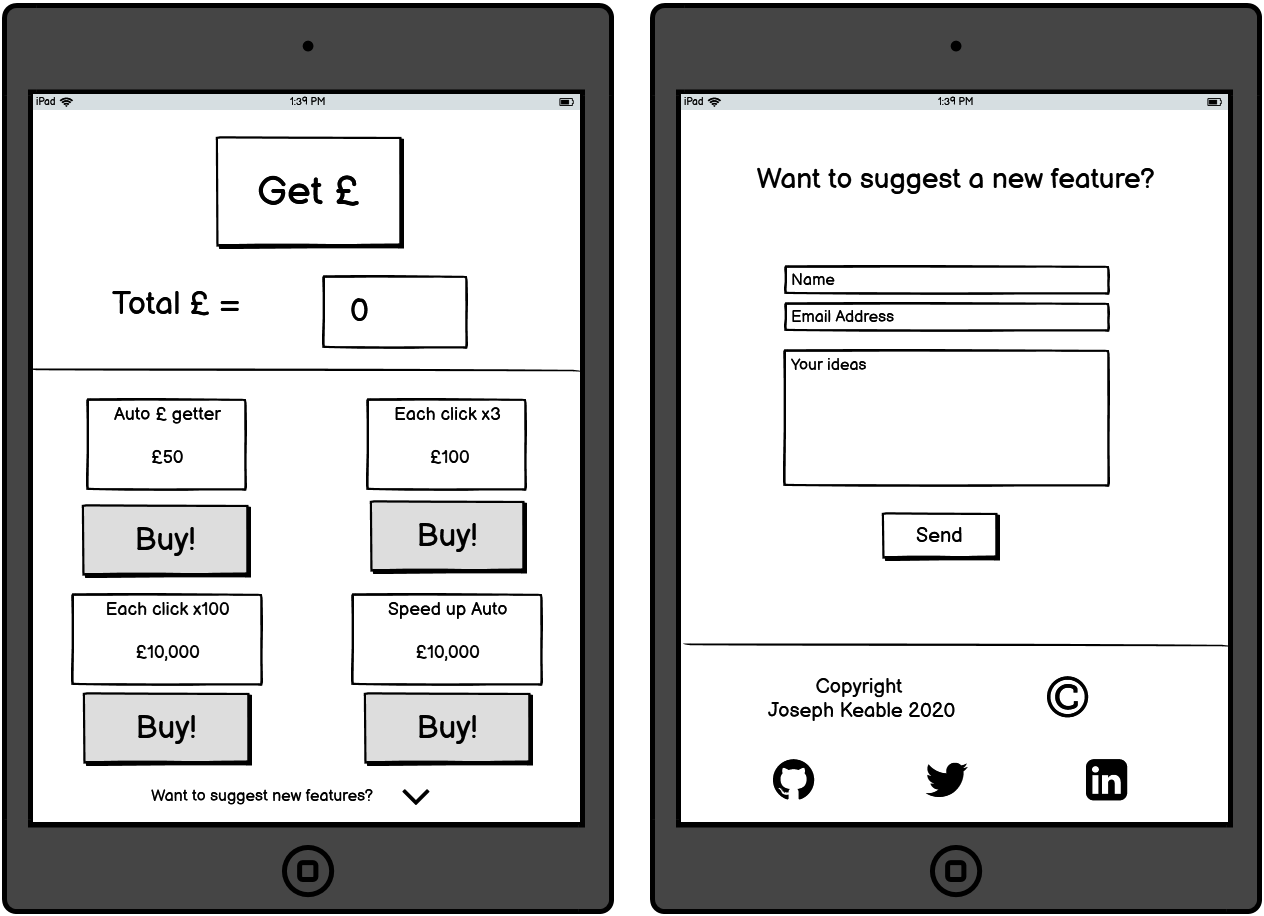 iPad
1:39 PM
Get £
Total £ =
0
Auto £ getter
£50
Each click x3
£100
Buy!
Buy!
Each click x100
£10,000
Speed up Auto
£10,000
Buy!
Buy!
Want to suggest new features?
iPad
1:39 PM
Want to suggest a new feature?
Name
Email Address
Your ideas
Send
Copyright
Joseph Keable 2020
©
in